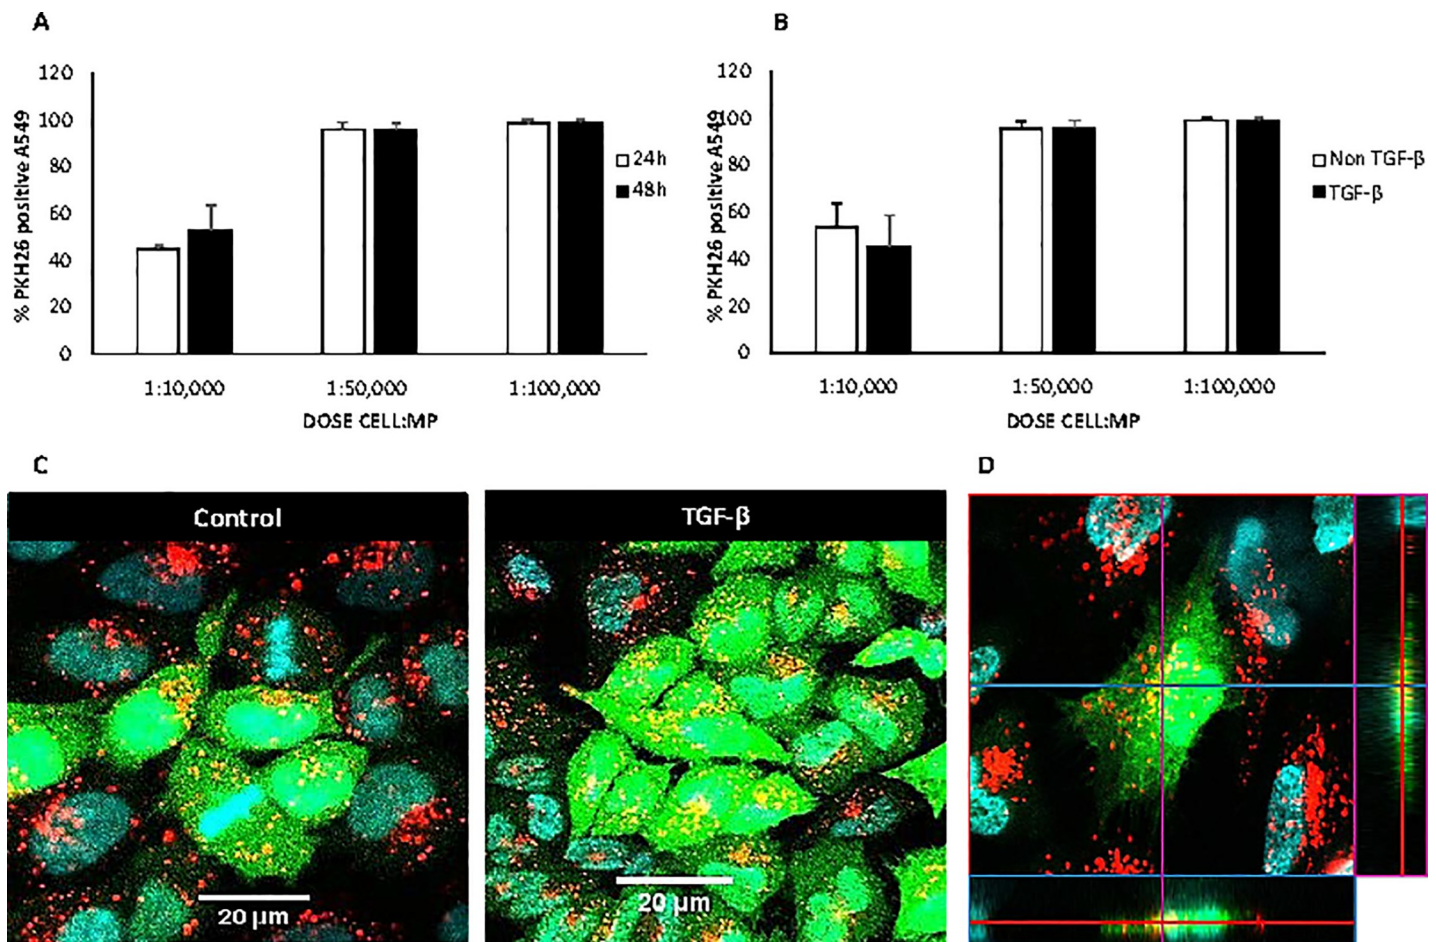 A
B
120
100
80
60
40
20
0
% PKH26 positive A549
1:10,000
1:50,000
1:100,000
DOSE CELL:MP
24h
48h
120
100
80
60
40
20
0
% PKH26 positive A549
1:10,000
1:50,000
1:100,000
DOSE CELL:MP
Non TGF-β
TGF-β
C
D
Control
TGF-β
20 μm
20 μm